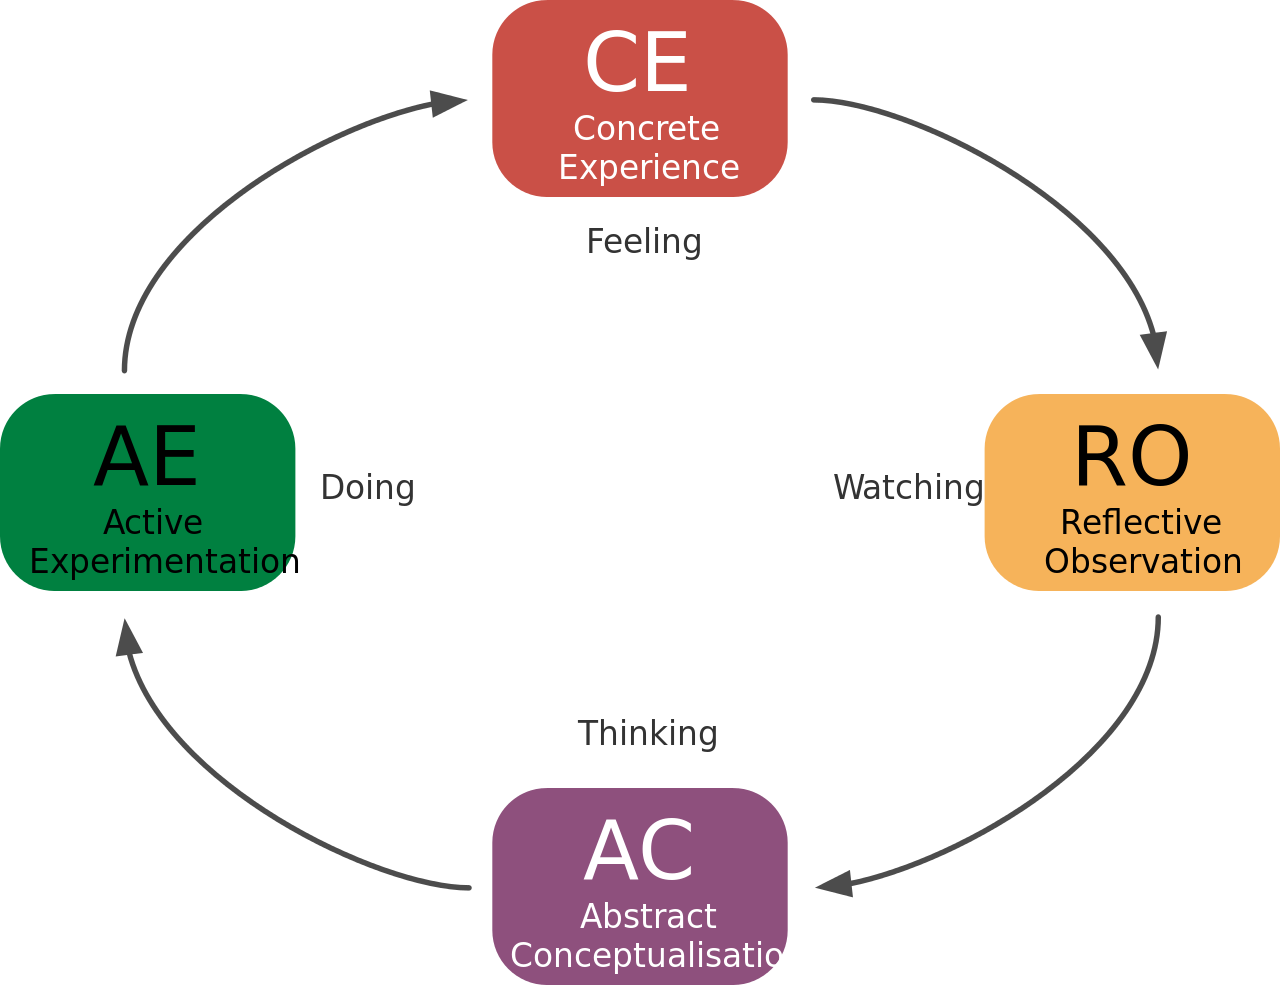 CE
Concrete
Experience
Feeling
AE
Active
Experimentation
Doing
Watching
RO
Reflective
Observation
Thinking
AC
Abstract
Conceptualisatio